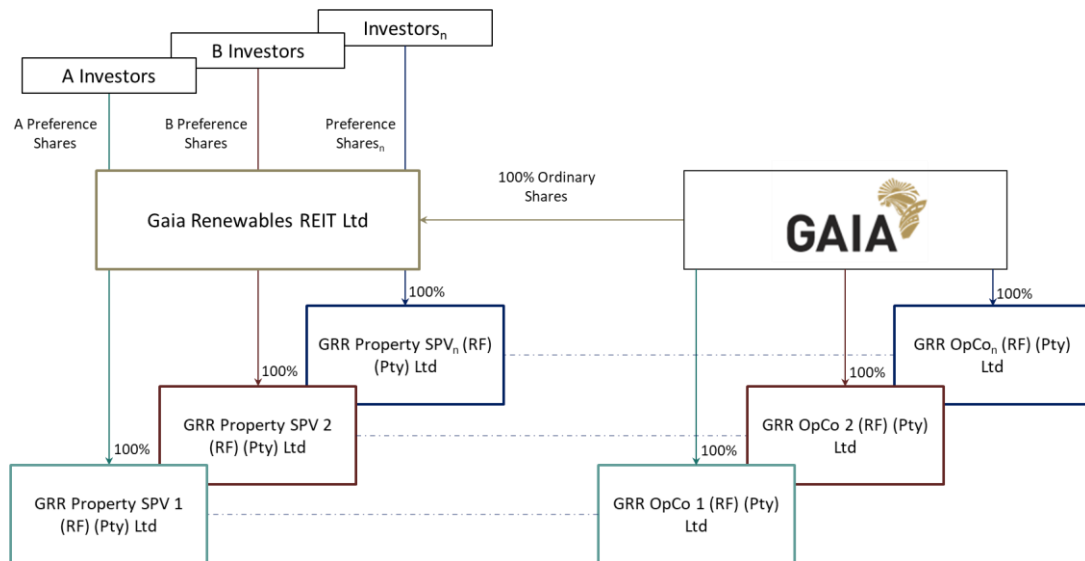 Investorsₙ
B Investors
A Investors
A Preference
Shares
B Preference
Shares
Preference
Sharesₙ
100% Ordinary
Shares
Gaia Renewables REIT Ltd
GAIA
100%
100%
GRR Property SPVₙ (RF)
(Pty) Ltd
GRR OpCoₙ (RF) (Pty)
Ltd
100%
100%
GRR Property SPV 2
(RF) (Pty) Ltd
GRR OpCo 2 (RF) (Pty)
Ltd
100%
100%
GRR Property SPV 1
(RF) (Pty) Ltd
GRR OpCo 1 (RF) (Pty)
Ltd